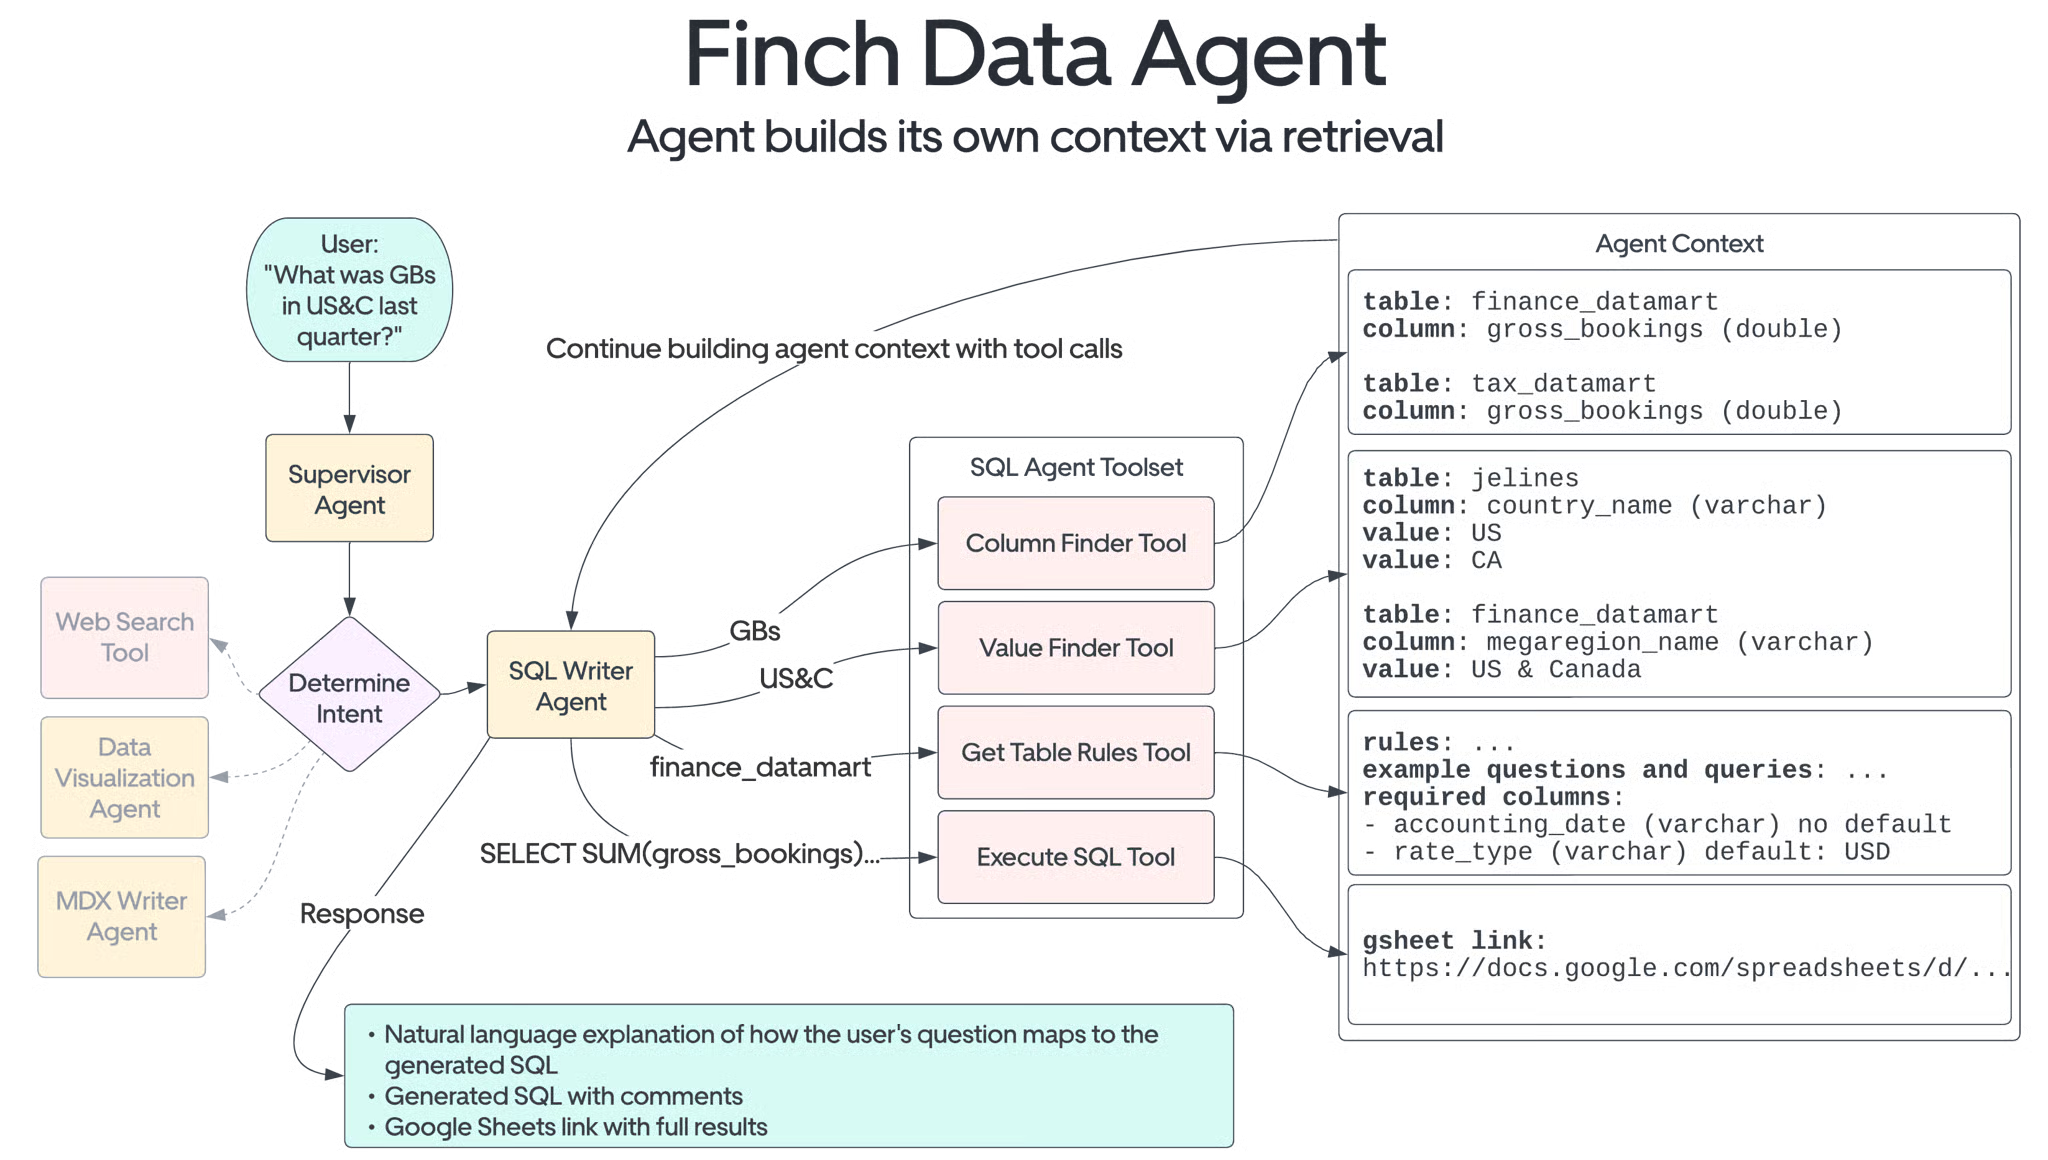 Finch Data Agent
Agent builds its own context via retrieval
User:
"What was GBs
in US&C last
quarter?"
Supervisor
Agent
Determine
Intent
Web Search
Tool
Data
Visualization
Agent
MDX Writer
Agent
SQL Writer
Agent
Continue building agent context with tool calls
GBs
US&C
finance_datamart
SELECT SUM(gross_bookings)...
Response
SQL Agent Toolset
Column Finder Tool
Value Finder Tool
Get Table Rules Tool
Execute SQL Tool
Agent Context
table: finance_datamart
column: gross_bookings (double)
table: tax_datamart
column: gross_bookings (double)
table: jelines
column: country_name (varchar)
value: US
value: CA
table: finance_datamart
column: megaregion_name (varchar)
value: US & Canada
rules: ...
example questions and queries: ...
required columns:
- accounting_date (varchar) no default
- rate_type (varchar) default: USD
gsheet link:
https://docs.google.com/spreadsheets/d/...
• Natural language explanation of how the user's question maps to the
generated SQL
• Generated SQL with comments
• Google Sheets link with full results